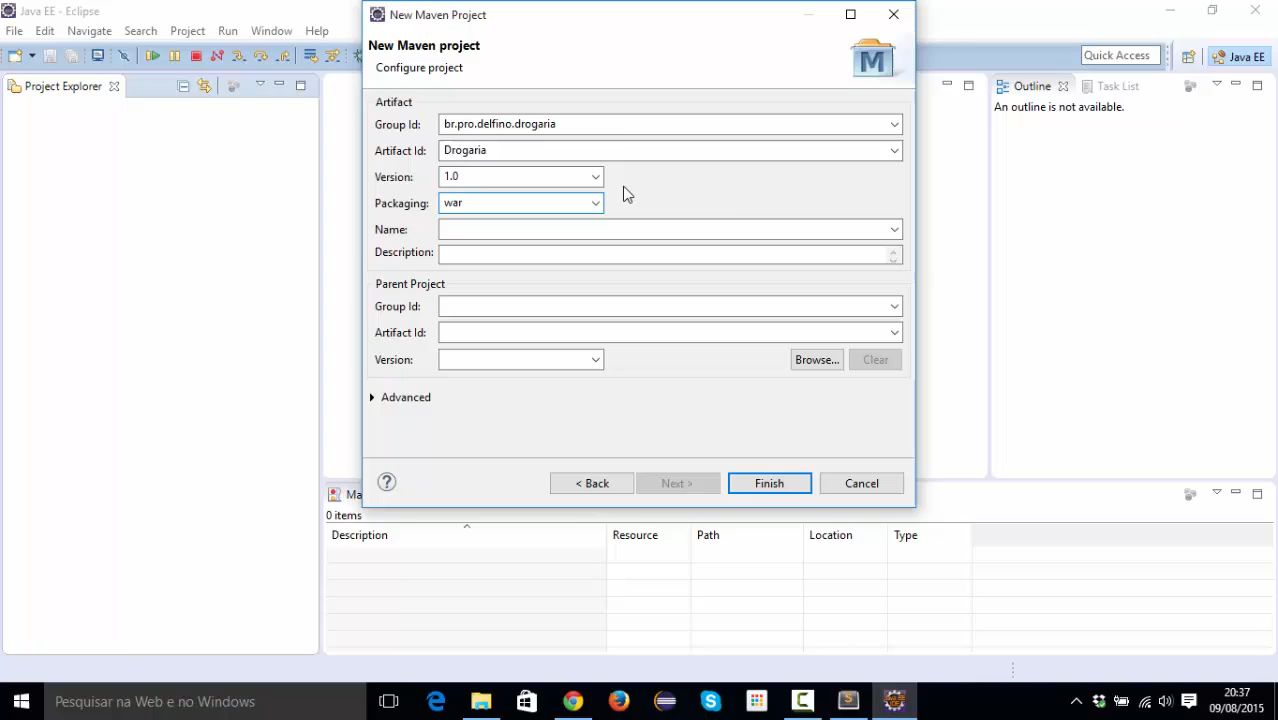 Java EE - Eclipse
File Edit Navigate Search Project Run Window Help
Quick Access
Java EE
Project Explorer
New Maven Project
New Maven project
Configure project
M
Artifact
Group Id: br.pro.delfino.drogaria
Artifact Id: Drogaria
Version: 1.0
Packaging: war
Name:
Description:
Parent Project
Group Id:
Artifact Id:
Version:
Browse... Clear
Advanced
? < Back Next > Finish Cancel
Outline Task List
An outline is not available.
Ma
0 items
Description Resource Path Location Type
Pesquisar na Web e no Windows
20:37
09/08/2015